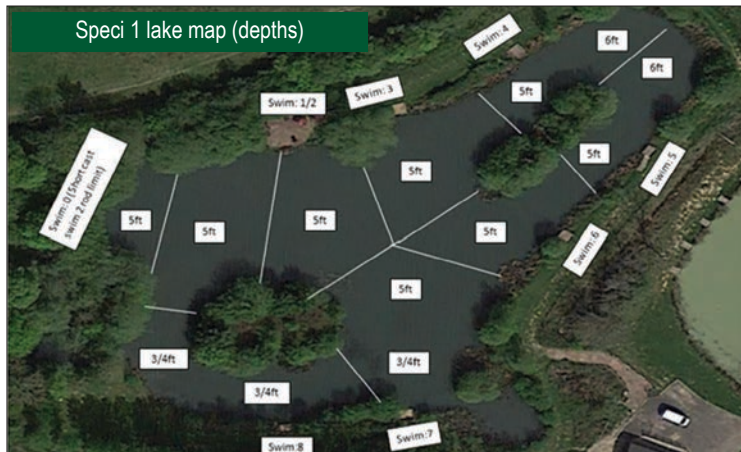 Speci 1 lake map (depths)
Swim: 4
6ft
6ft
Swim: 3
Swim: 1/2
5ft
Swim: 0 (Short cast
swim 2 rod limit)
5ft
5ft
Swim: 5
5ft
5ft
5ft
5ft
Swim: 6
5ft
3/4ft
3/4ft
3/4ft
Swim:7
Swim:8